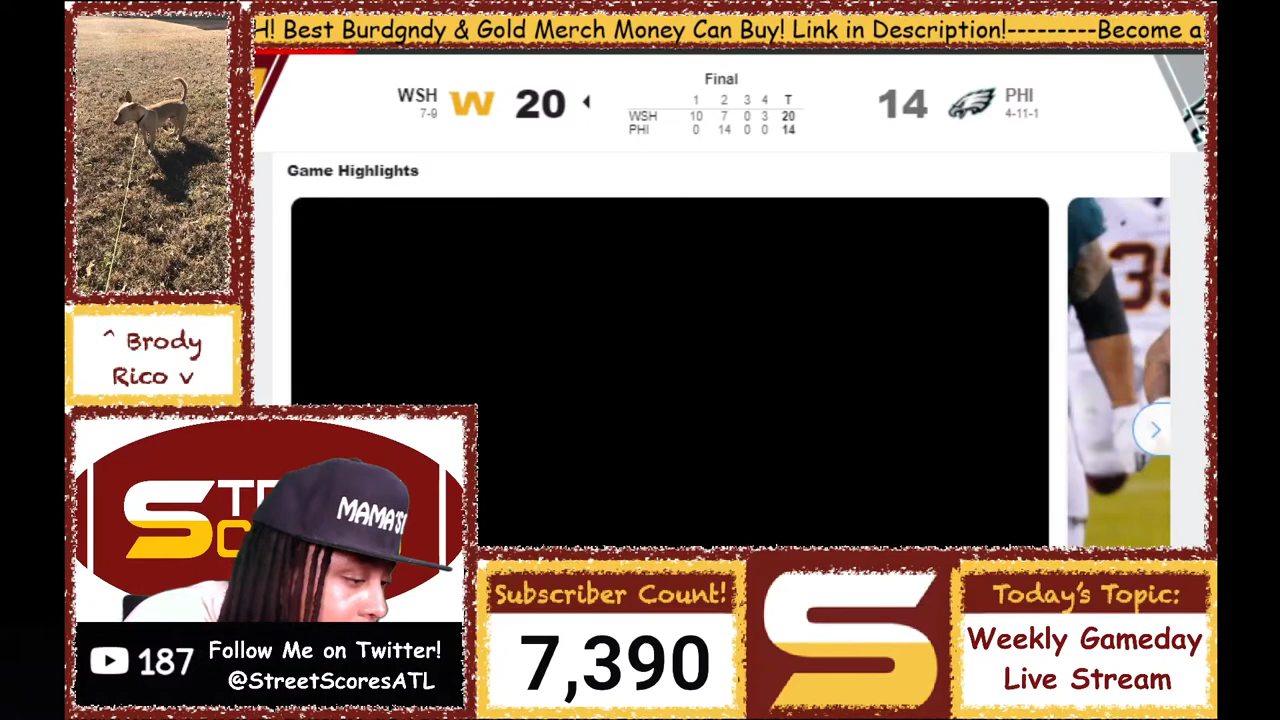 H! Best Burdgndy & Gold Merch Money Can Buy! Link in Description!---------Become a
Final
WSH
7-9
W
20
1 2 3 4 T
WSH 10 7 0 3 20
PHI 0 14 0 0 14
14
PHI
4-11-1
Game Highlights
35
^ Brody
Rico v
MAMA'S
187
Follow Me on Twitter!
@StreetScoresATL
Subscriber Count!
7,390
S
Today's Topic:
Weekly Gameday
Live Stream